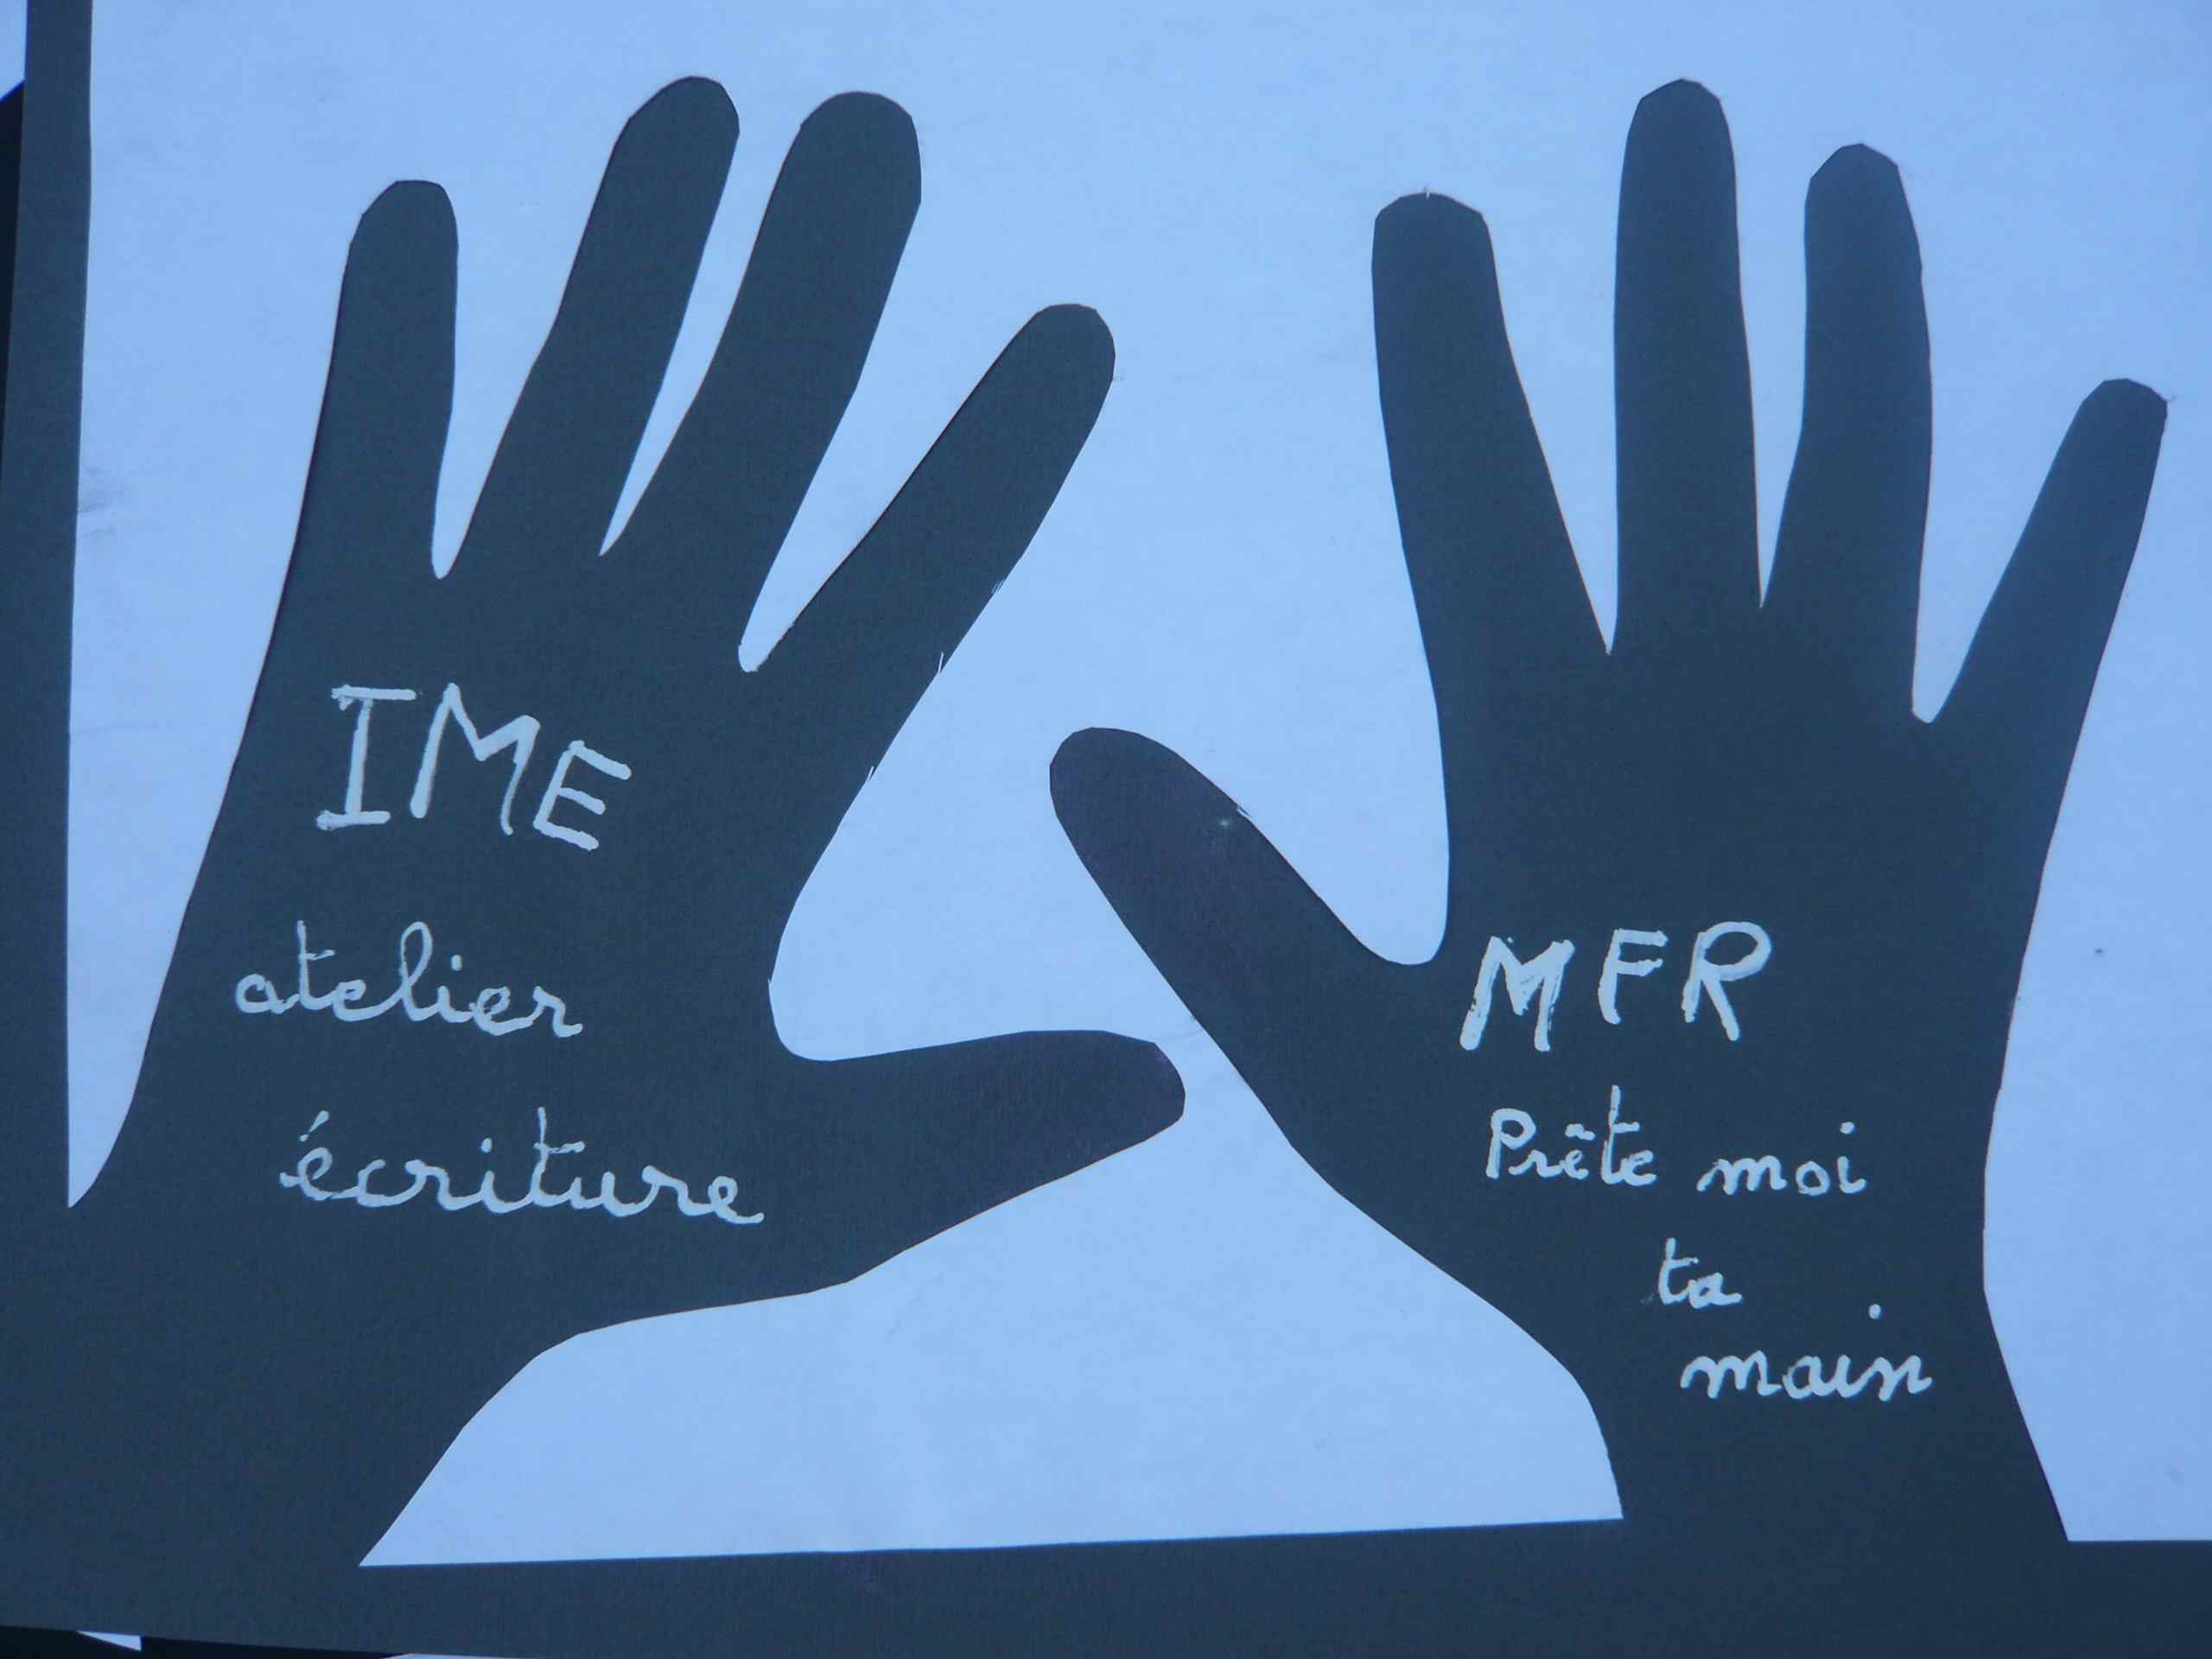 IME
atelier
écriture
MFR
Prête moi
ta
main